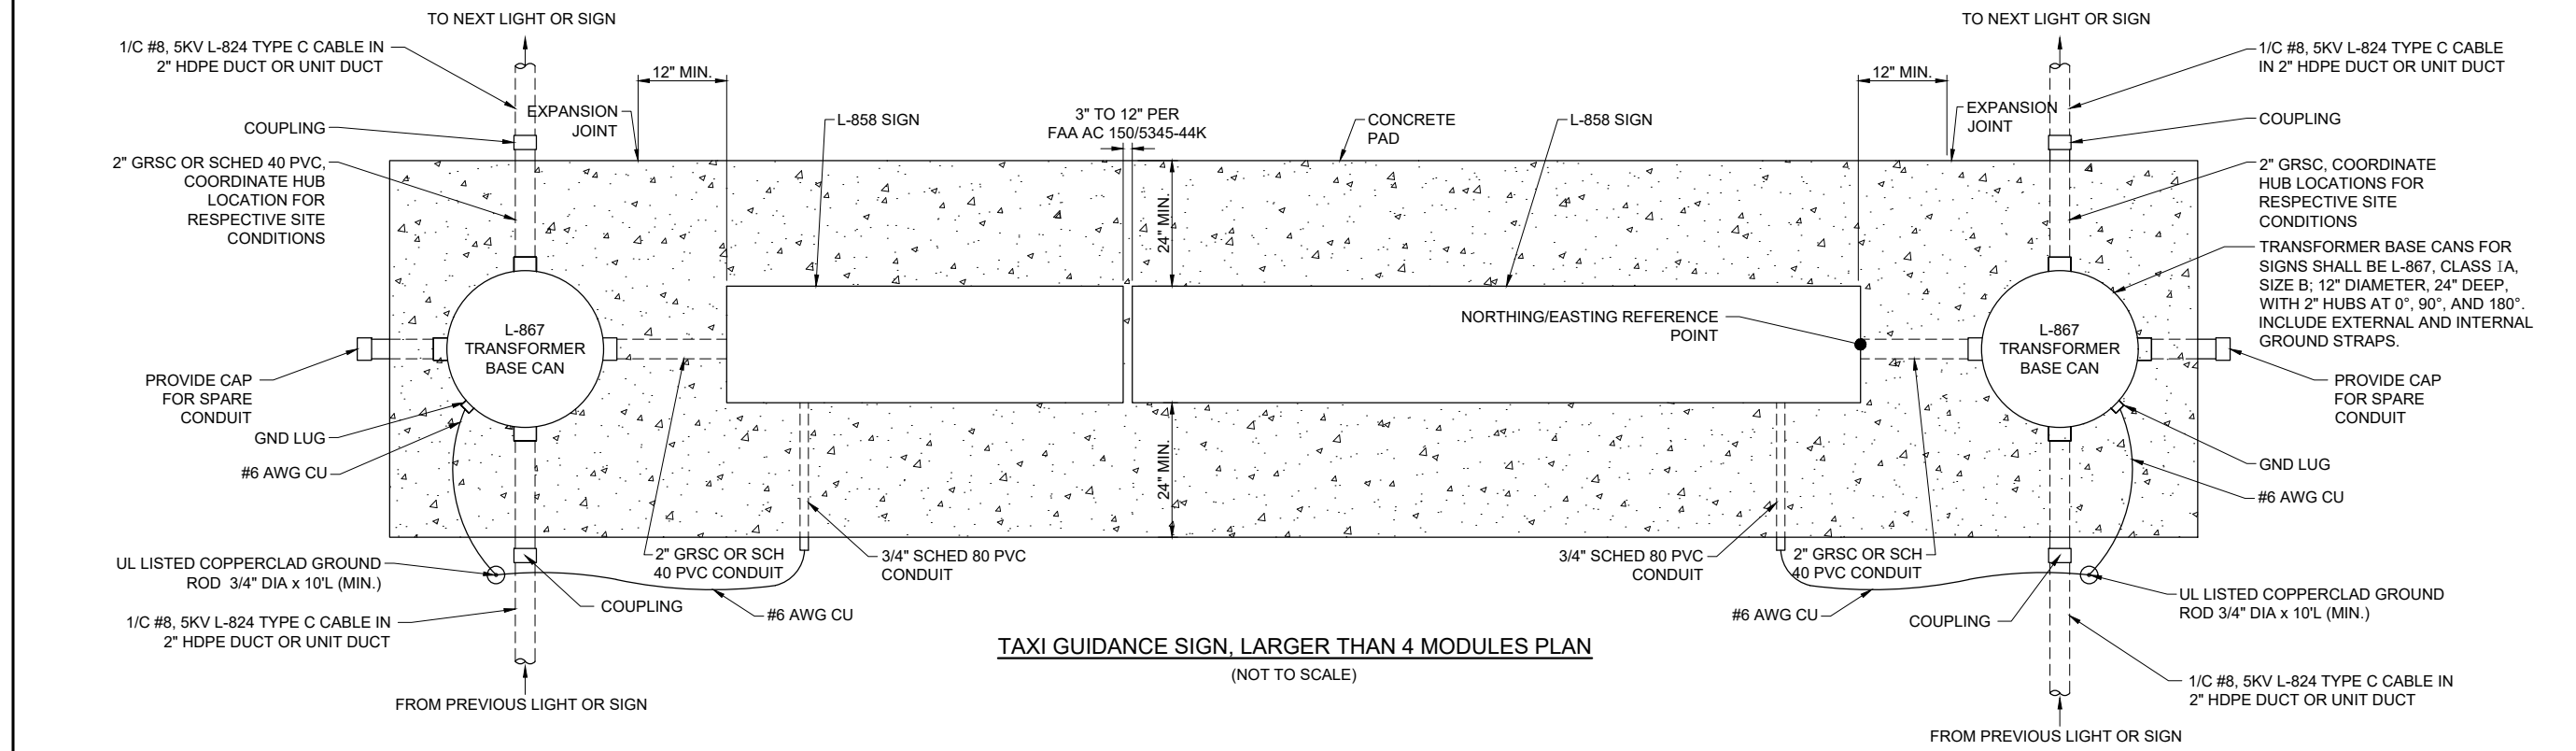 TO NEXT LIGHT OR SIGN
1/C #8, 5KV L-824 TYPE C CABLE IN
2" HDPE DUCT OR UNIT DUCT
COUPLING
2" GRSC OR SCHED 40 PVC,
COORDINATE HUB
LOCATION FOR
RESPECTIVE SITE
CONDITIONS
EXPANSION
JOINT
12" MIN.
L-858 SIGN
3" TO 12" PER
FAA AC 150/5345-44K
CONCRETE
PAD
L-858 SIGN
12" MIN.
EXPANSION
JOINT
TO NEXT LIGHT OR SIGN
1/C #8, 5KV L-824 TYPE C CABLE
IN 2" HDPE DUCT OR UNIT DUCT
COUPLING
2" GRSC, COORDINATE
HUB LOCATIONS FOR
RESPECTIVE SITE
CONDITIONS
TRANSFORMER BASE CANS FOR
SIGNS SHALL BE L-867, CLASS IA,
SIZE B; 12" DIAMETER, 24" DEEP,
WITH 2" HUBS AT 0°, 90°, AND 180°.
INCLUDE EXTERNAL AND INTERNAL
GROUND STRAPS.
24" MIN.
L-867
TRANSFORMER
BASE CAN
NORTHING/EASTING REFERENCE
POINT
L-867
TRANSFORMER
BASE CAN
PROVIDE CAP
FOR SPARE
CONDUIT
GND LUG
#6 AWG CU
24" MIN.
PROVIDE CAP
FOR SPARE
CONDUIT
GND LUG
#6 AWG CU
UL LISTED COPPERCLAD GROUND
ROD 3/4" DIA x 10'L (MIN.)
2" GRSC OR SCH
40 PVC CONDUIT
3/4" SCHED 80 PVC
CONDUIT
3/4" SCHED 80 PVC
CONDUIT
2" GRSC OR SCH
40 PVC CONDUIT
UL LISTED COPPERCLAD GROUND
ROD 3/4" DIA x 10'L (MIN.)
COUPLING
#6 AWG CU
#6 AWG CU
COUPLING
1/C #8, 5KV L-824 TYPE C CABLE IN
2" HDPE DUCT OR UNIT DUCT
TAXI GUIDANCE SIGN, LARGER THAN 4 MODULES PLAN
(NOT TO SCALE)
1/C #8, 5KV L-824 TYPE C CABLE IN
2" HDPE DUCT OR UNIT DUCT
FROM PREVIOUS LIGHT OR SIGN
FROM PREVIOUS LIGHT OR SIGN